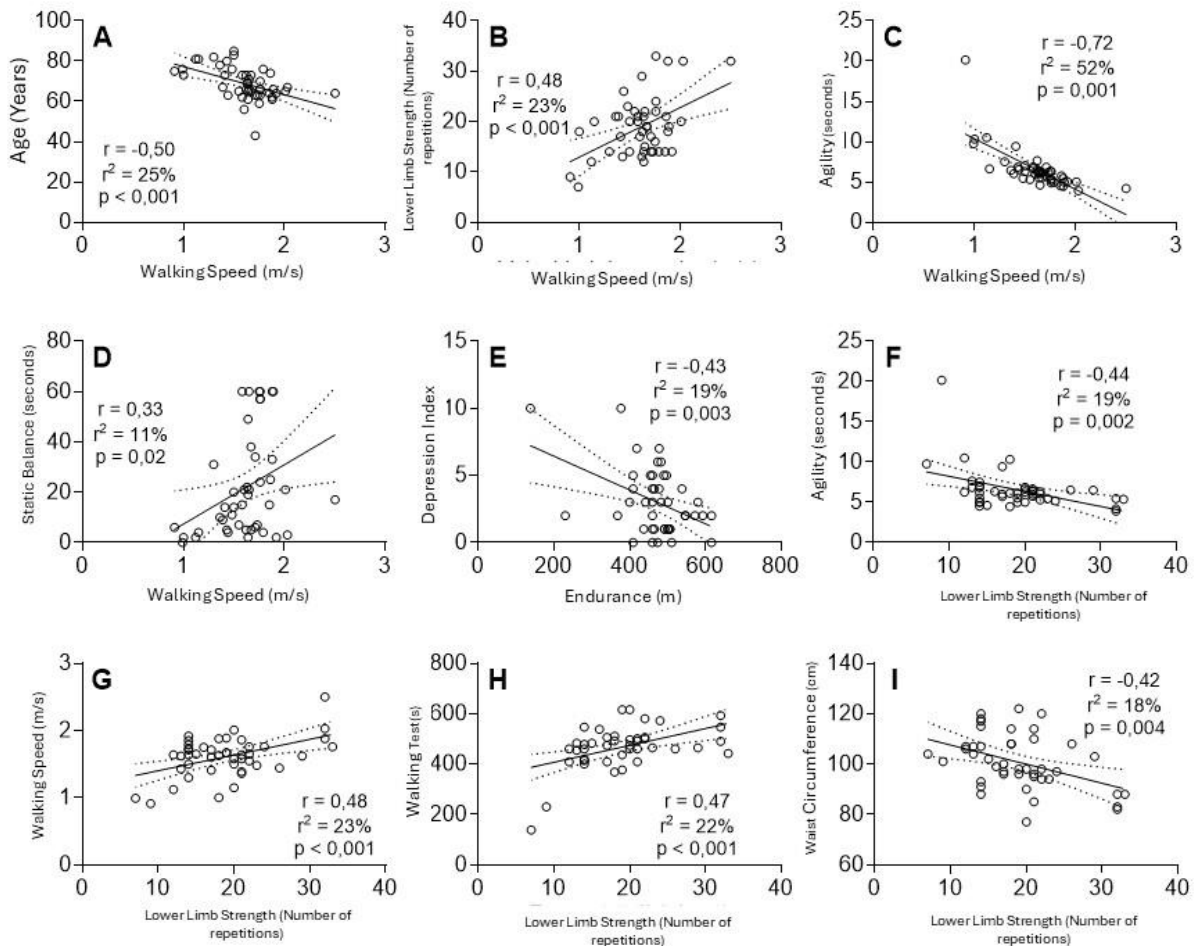 A
Age (Years)
100
80
60
40
20
0
r = -0,50
r² = 25%
p < 0,001
0
1
2
3
Walking Speed (m/s)
B
Lower Limb Strength (Number of
repetitions)
40
30
20
10
0
r = 0,48
r² = 23%
p < 0,001
0
1
2
3
Walking Speed (m/s)
C
Agility (seconds)
25
20
15
10
5
0
r = -0,72
r² = 52%
p = 0,001
0
1
2
3
Walking Speed (m/s)
D
Static Balance (seconds)
80
60
40
20
0
r = 0,33
r² = 11%
p = 0,02
0
1
2
3
Walking Speed (m/s)
E
Depression Index
15
10
5
0
r = -0,43
r² = 19%
p = 0,003
0
200
400
600
800
Endurance (m)
F
Agility (seconds)
25
20
15
10
5
0
r = -0,44
r² = 19%
p = 0,002
0
10
20
30
40
Lower Limb Strength (Number of
repetitions)
G
Walking Speed (m/s)
3
2
1
0
r = 0,48
r² = 23%
p < 0,001
0
10
20
30
40
Lower Limb Strength (Number of
repetitions)
H
Walking Test(s)
800
600
400
200
0
r = 0,47
r² = 22%
p < 0,001
0
10
20
30
40
Lower Limb Strength (Number of
repetitions)
I
Waist Circumference (cm)
140
120
100
80
60
r = -0,42
r² = 18%
p = 0,004
0
10
20
30
40
Lower Limb Strength (Number of
repetitions)